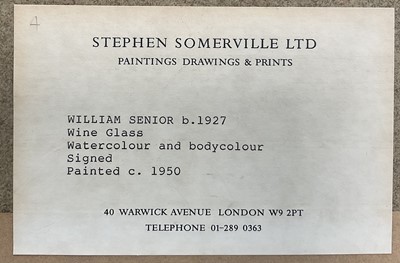 4
STEPHEN SOMERVILLE LTD
PAINTINGS DRAWINGS & PRINTS
WILLIAM SENIOR b.1927
Wine Glass
Watercolour and bodycolour
Signed
Painted c. 1950
40 WARWICK AVENUE LONDON W9 2PT
TELEPHONE 01-289 0363